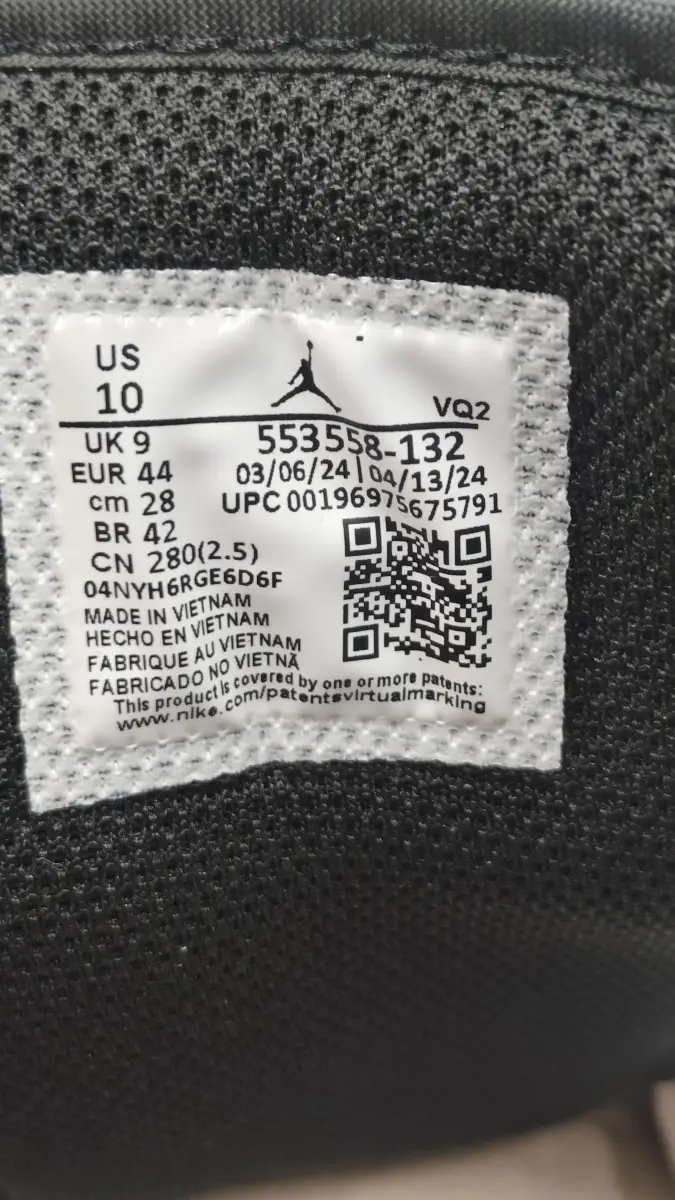 US
10
VQ2
UK 9
553558-132
EUR 44
03/06/24 | 04/13/24
cm 28
UPC 00196975675791
BR 42
CN 280(2.5)
04NYH6RGE6D6F
MADE IN VIETNAM
HECHO EN VIETNAM
FABRIQUE AU VIETNAM
FABRICADO NO VIETNÃ
This product is covered by one or more patents:
www.nike.com/patentsvirtualmarking